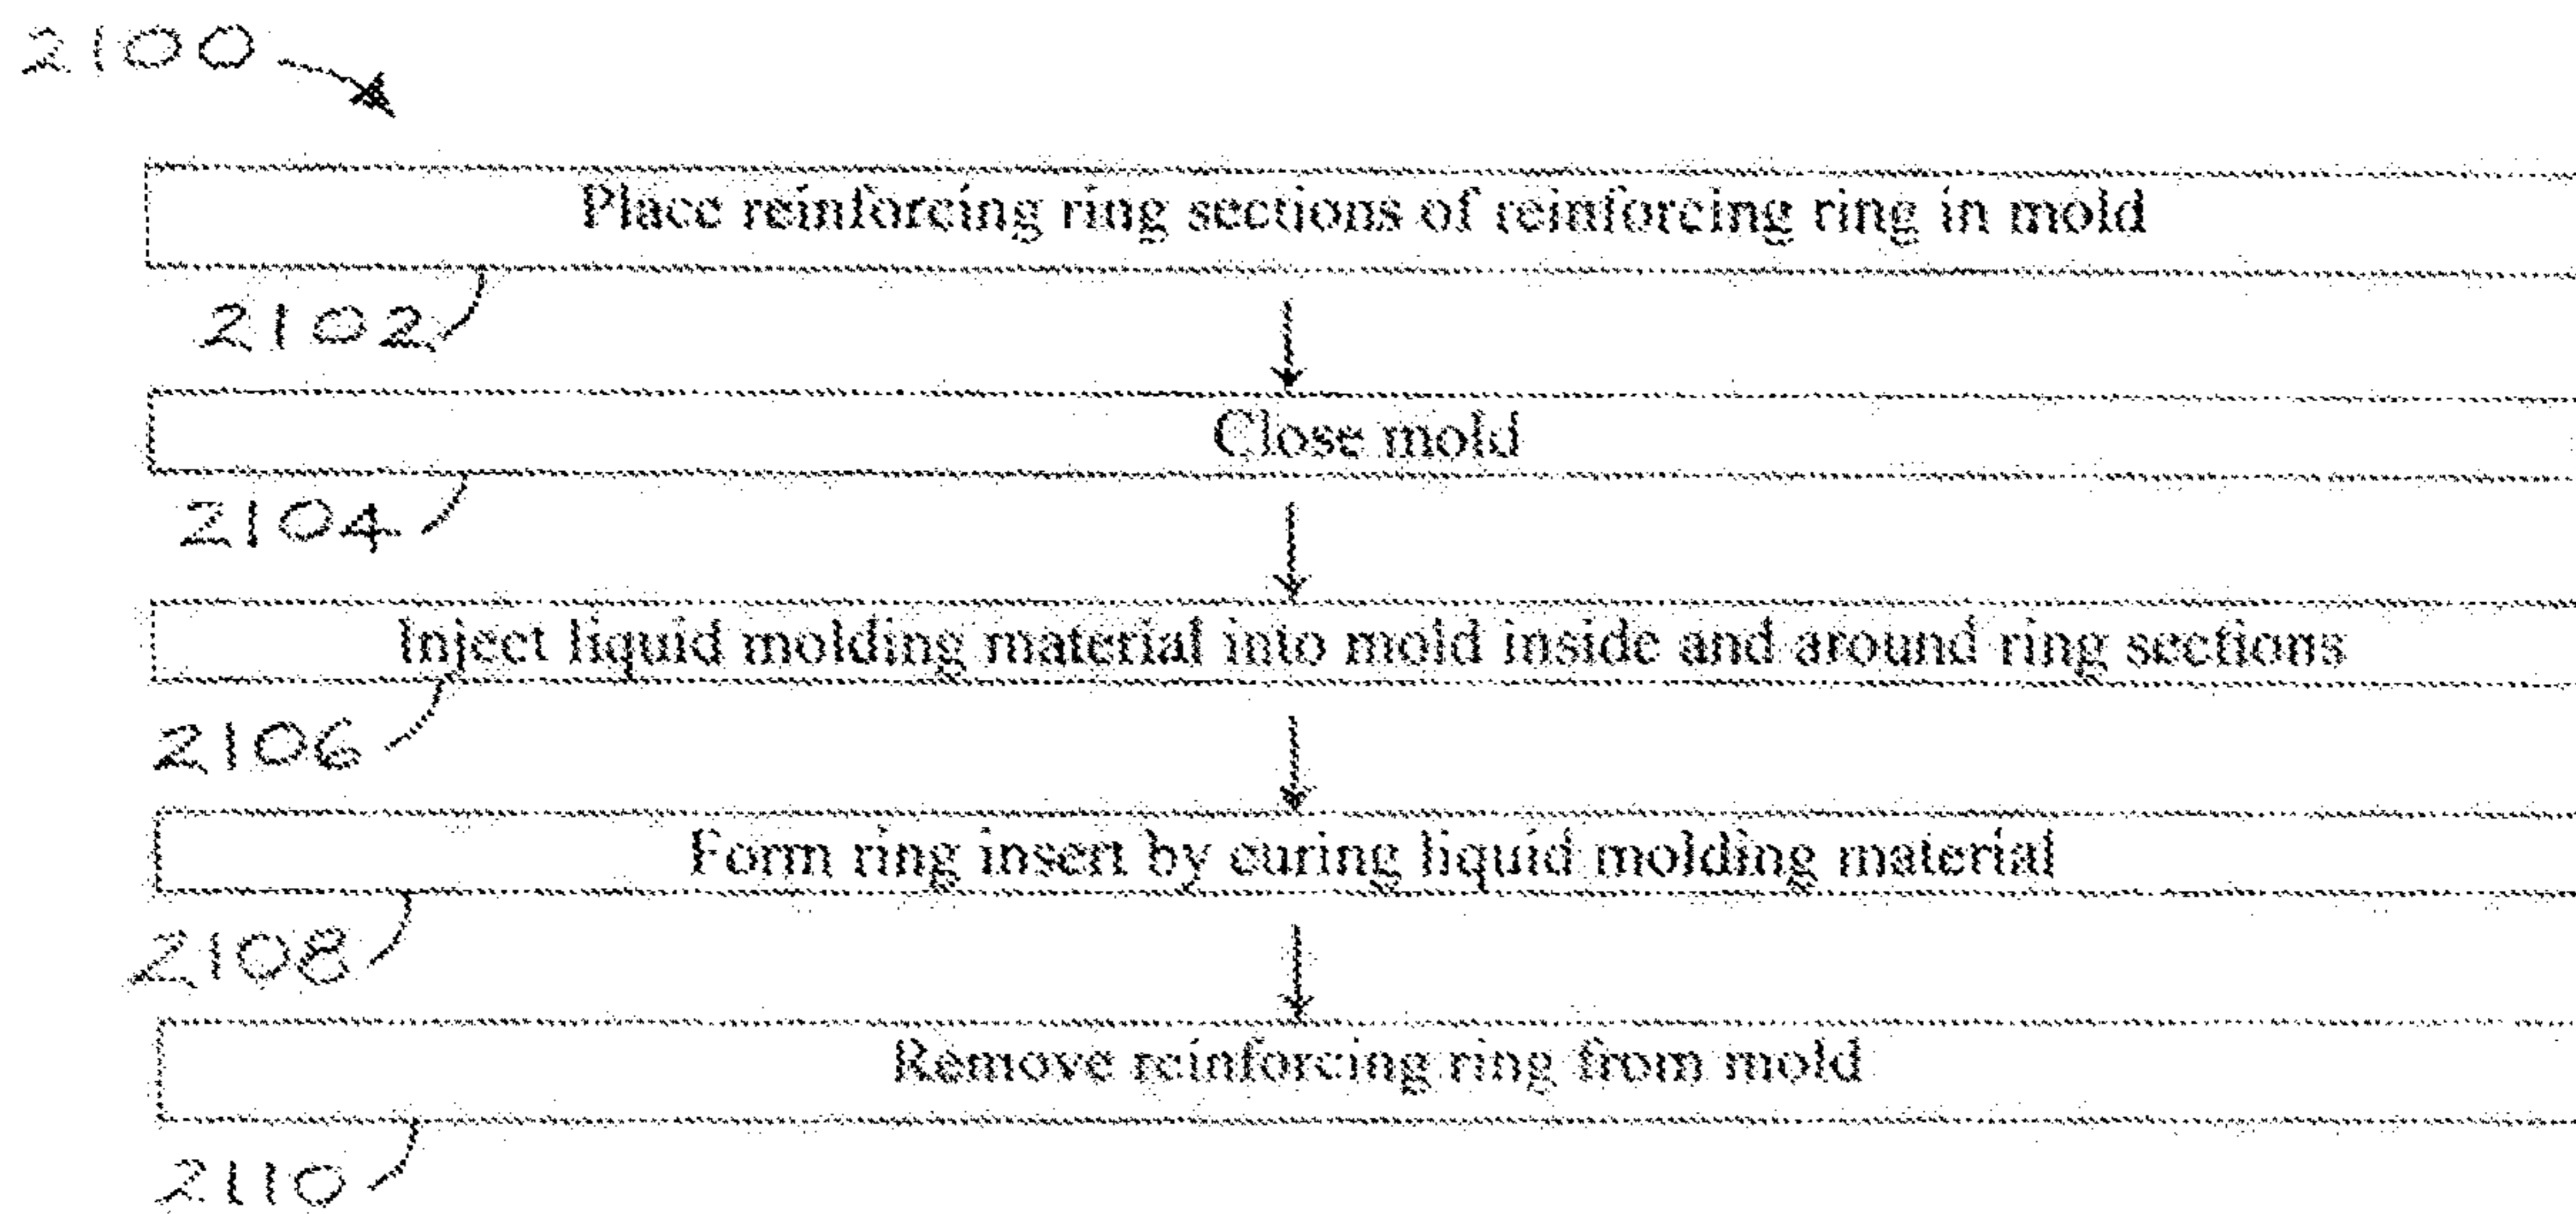 2100
Place reinforcing ring sections of reinforcing ring in mold
2102
Close mold
2104
Inject liquid molding material into mold inside and around ring sections
2106
Form ring insert by curing liquid molding material
2108
Remove reinforcing ring from mold
2110